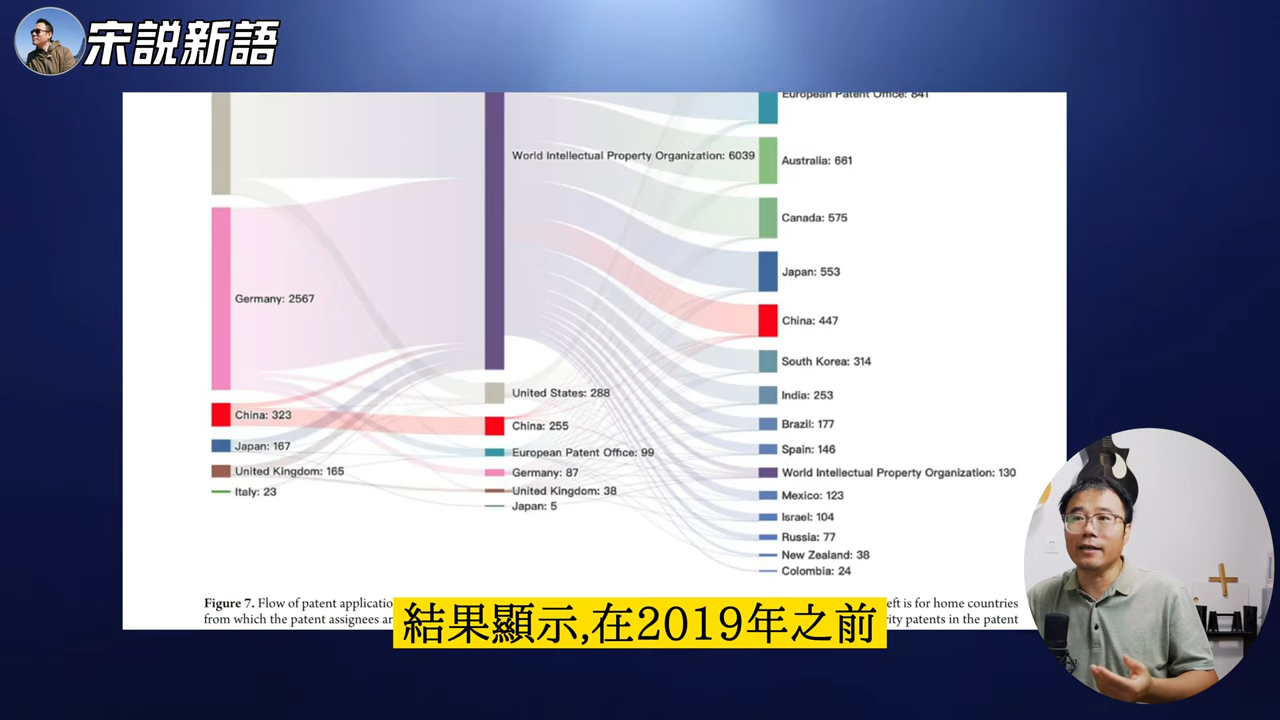 宋説新語
European Patent Office: 841
World Intellectual Property Organization: 6039
Australia: 661
Canada: 575
Japan: 553
Germany: 2567
China: 447
South Korea: 314
United States: 288
India: 253
China: 323
China: 255
Brazil: 177
Japan: 167
European Patent Office: 99
Spain: 146
United Kingdom: 165
Germany: 87
World Intellectual Property Organization: 130
Italy: 23
United Kingdom: 38
Mexico: 123
Japan: 5
Israel: 104
Russia: 77
New Zealand: 38
Colombia: 24
Figure 7. Flow of patent applicatio
eft is for home countries
from which the patent assignees ar
rity patents in the patent
結果顯示,在2019年之前